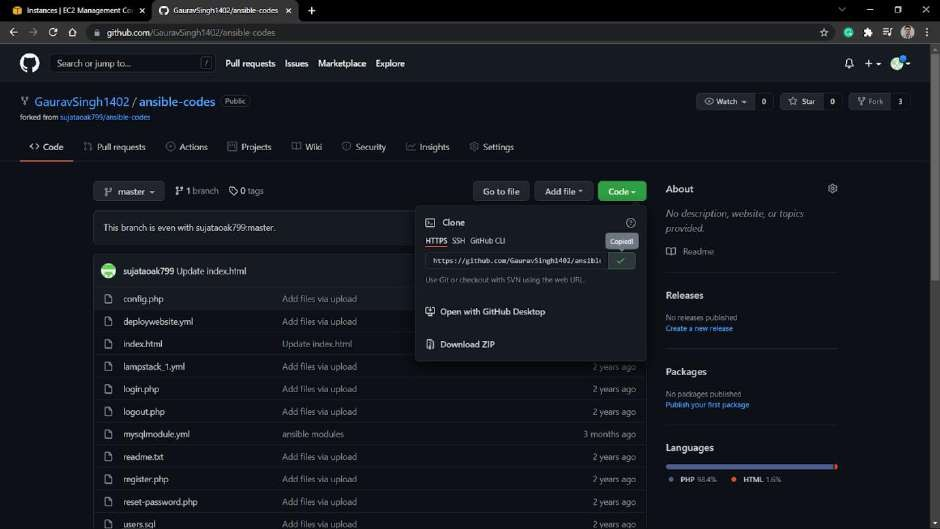 Instances | EC2 Management Co
GauravSingh1402/ansible-codes
github.com/GauravSingh1402/ansible-codes
Search or jump to... /
Pull requests Issues Marketplace Explore
GauravSingh1402 / ansible-codes Public
Watch 0 Star 0 Fork 3
forked from sujataoak799/ansible-codes
Code Pull requests Actions Projects Wiki Security Insights Settings
master 1 branch 0 tags Go to file Add file Code
This branch is even with sujataoak799:master.
Clone
HTTPS SSH GitHub CLI
Copied!
https://github.com/GauravSingh1402/ansibl
Use Git or checkout with SVN using the web URL.
Open with GitHub Desktop
Download ZIP
sujataoak799 Update index.html
config.php Add files via upload
deploywebsite.yml Add files via upload
index.html Update index.html
lampstack_1.yml Add files via upload 2 years ago
login.php Add files via upload 2 years ago
logout.php Add files via upload 2 years ago
mysqlmodule.yml ansible modules 3 months ago
readme.txt Add files via upload 2 years ago
register.php Add files via upload 2 years ago
reset-password.php Add files via upload 2 years ago
users.sql Add files via upload 2 years ago
About
No description, website, or topics
provided.
Readme
Releases
No releases published
Create a new release
Packages
No packages published
Publish your first package
Languages
PHP 98.4% HTML 1.6%